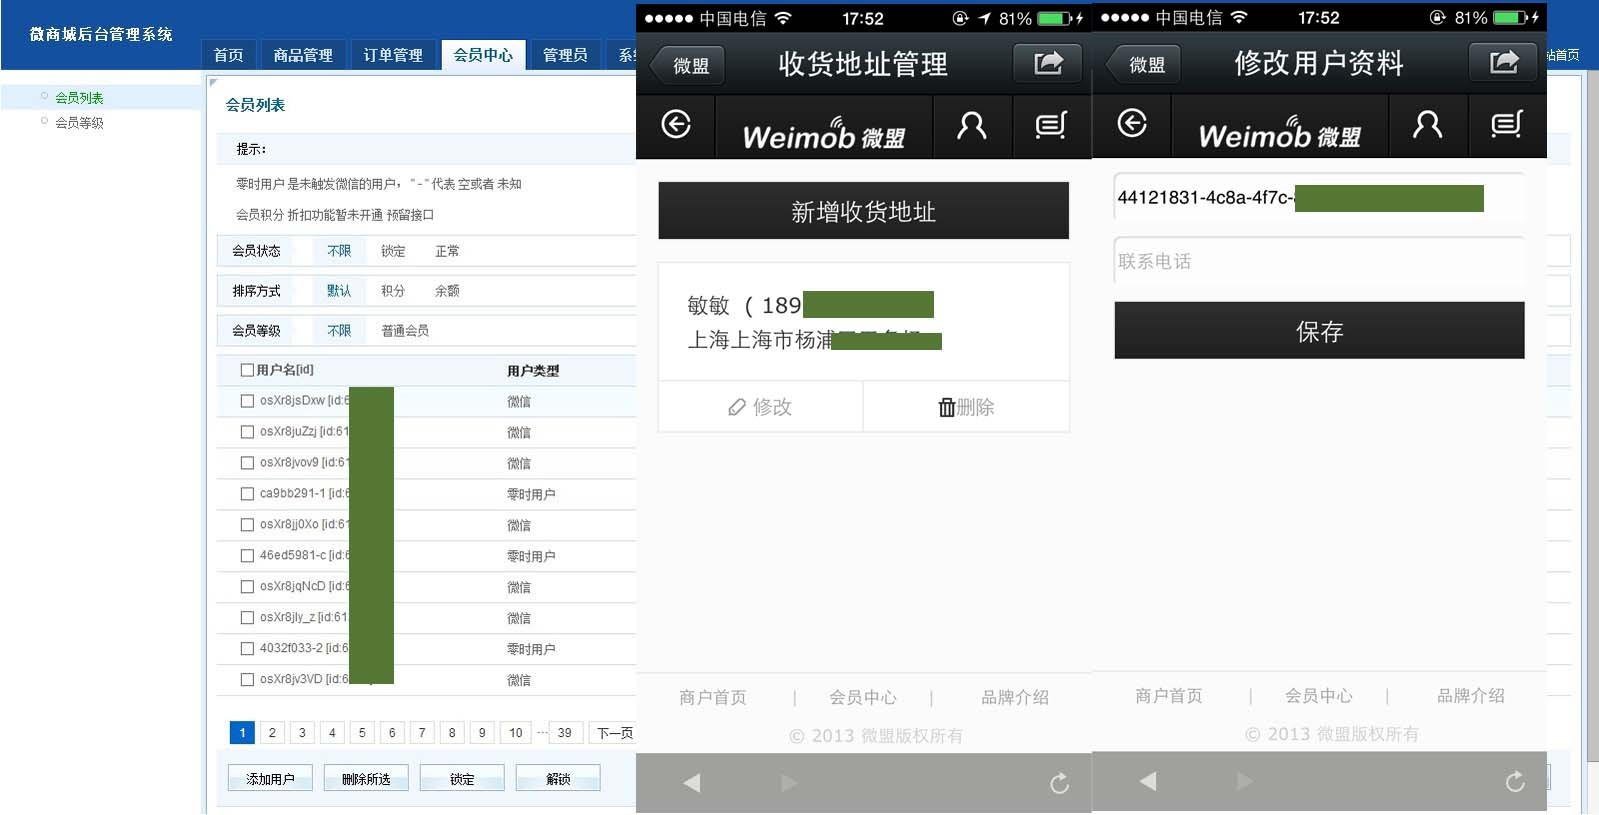 微商城后台管理系统
首页 商品管理 订单管理 会员中心 管理员
站首页
会员列表
会员等级
会员列表
提示：
零时用户 是未触发微信的用户， " - " 代表 空或者 未知
会员积分 折扣功能暂未开通 预留接口
会员状态 不限 锁定 正常
排序方式 默认 积分 余额
会员等级 不限 普通会员
用户名[id] 用户类型
osXr8jsDxw [id:6 微信
osXr8juZzj [id:61 微信
osXr8jvov9 [id:61 微信
ca9bb291-1 [id:6 零时用户
osXr8jj0Xo [id:61 微信
46ed5981-c [id:6 零时用户
osXr8jqNcD [id:6 微信
osXr8jly_z [id:61 微信
4032f033-2 [id:6 零时用户
osXr8jv3VD [id:6 微信
1 2 3 4 5 6 7 8 9 10 ... 39 下一页
添加用户 删除所选 锁定 解锁
中国电信 17:52 81%
微盟 收货地址管理
Weimob 微盟
新增收货地址
敏敏 ( 189
上海上海市杨浦
修改 删除
商户首页 | 会员中心 | 品牌介绍
© 2013 微盟版权所有
中国电信 17:52 81%
微盟 修改用户资料
Weimob 微盟
44121831-4c8a-4f7c-
联系电话
保存
商户首页 | 会员中心 | 品牌介绍
© 2013 微盟版权所有